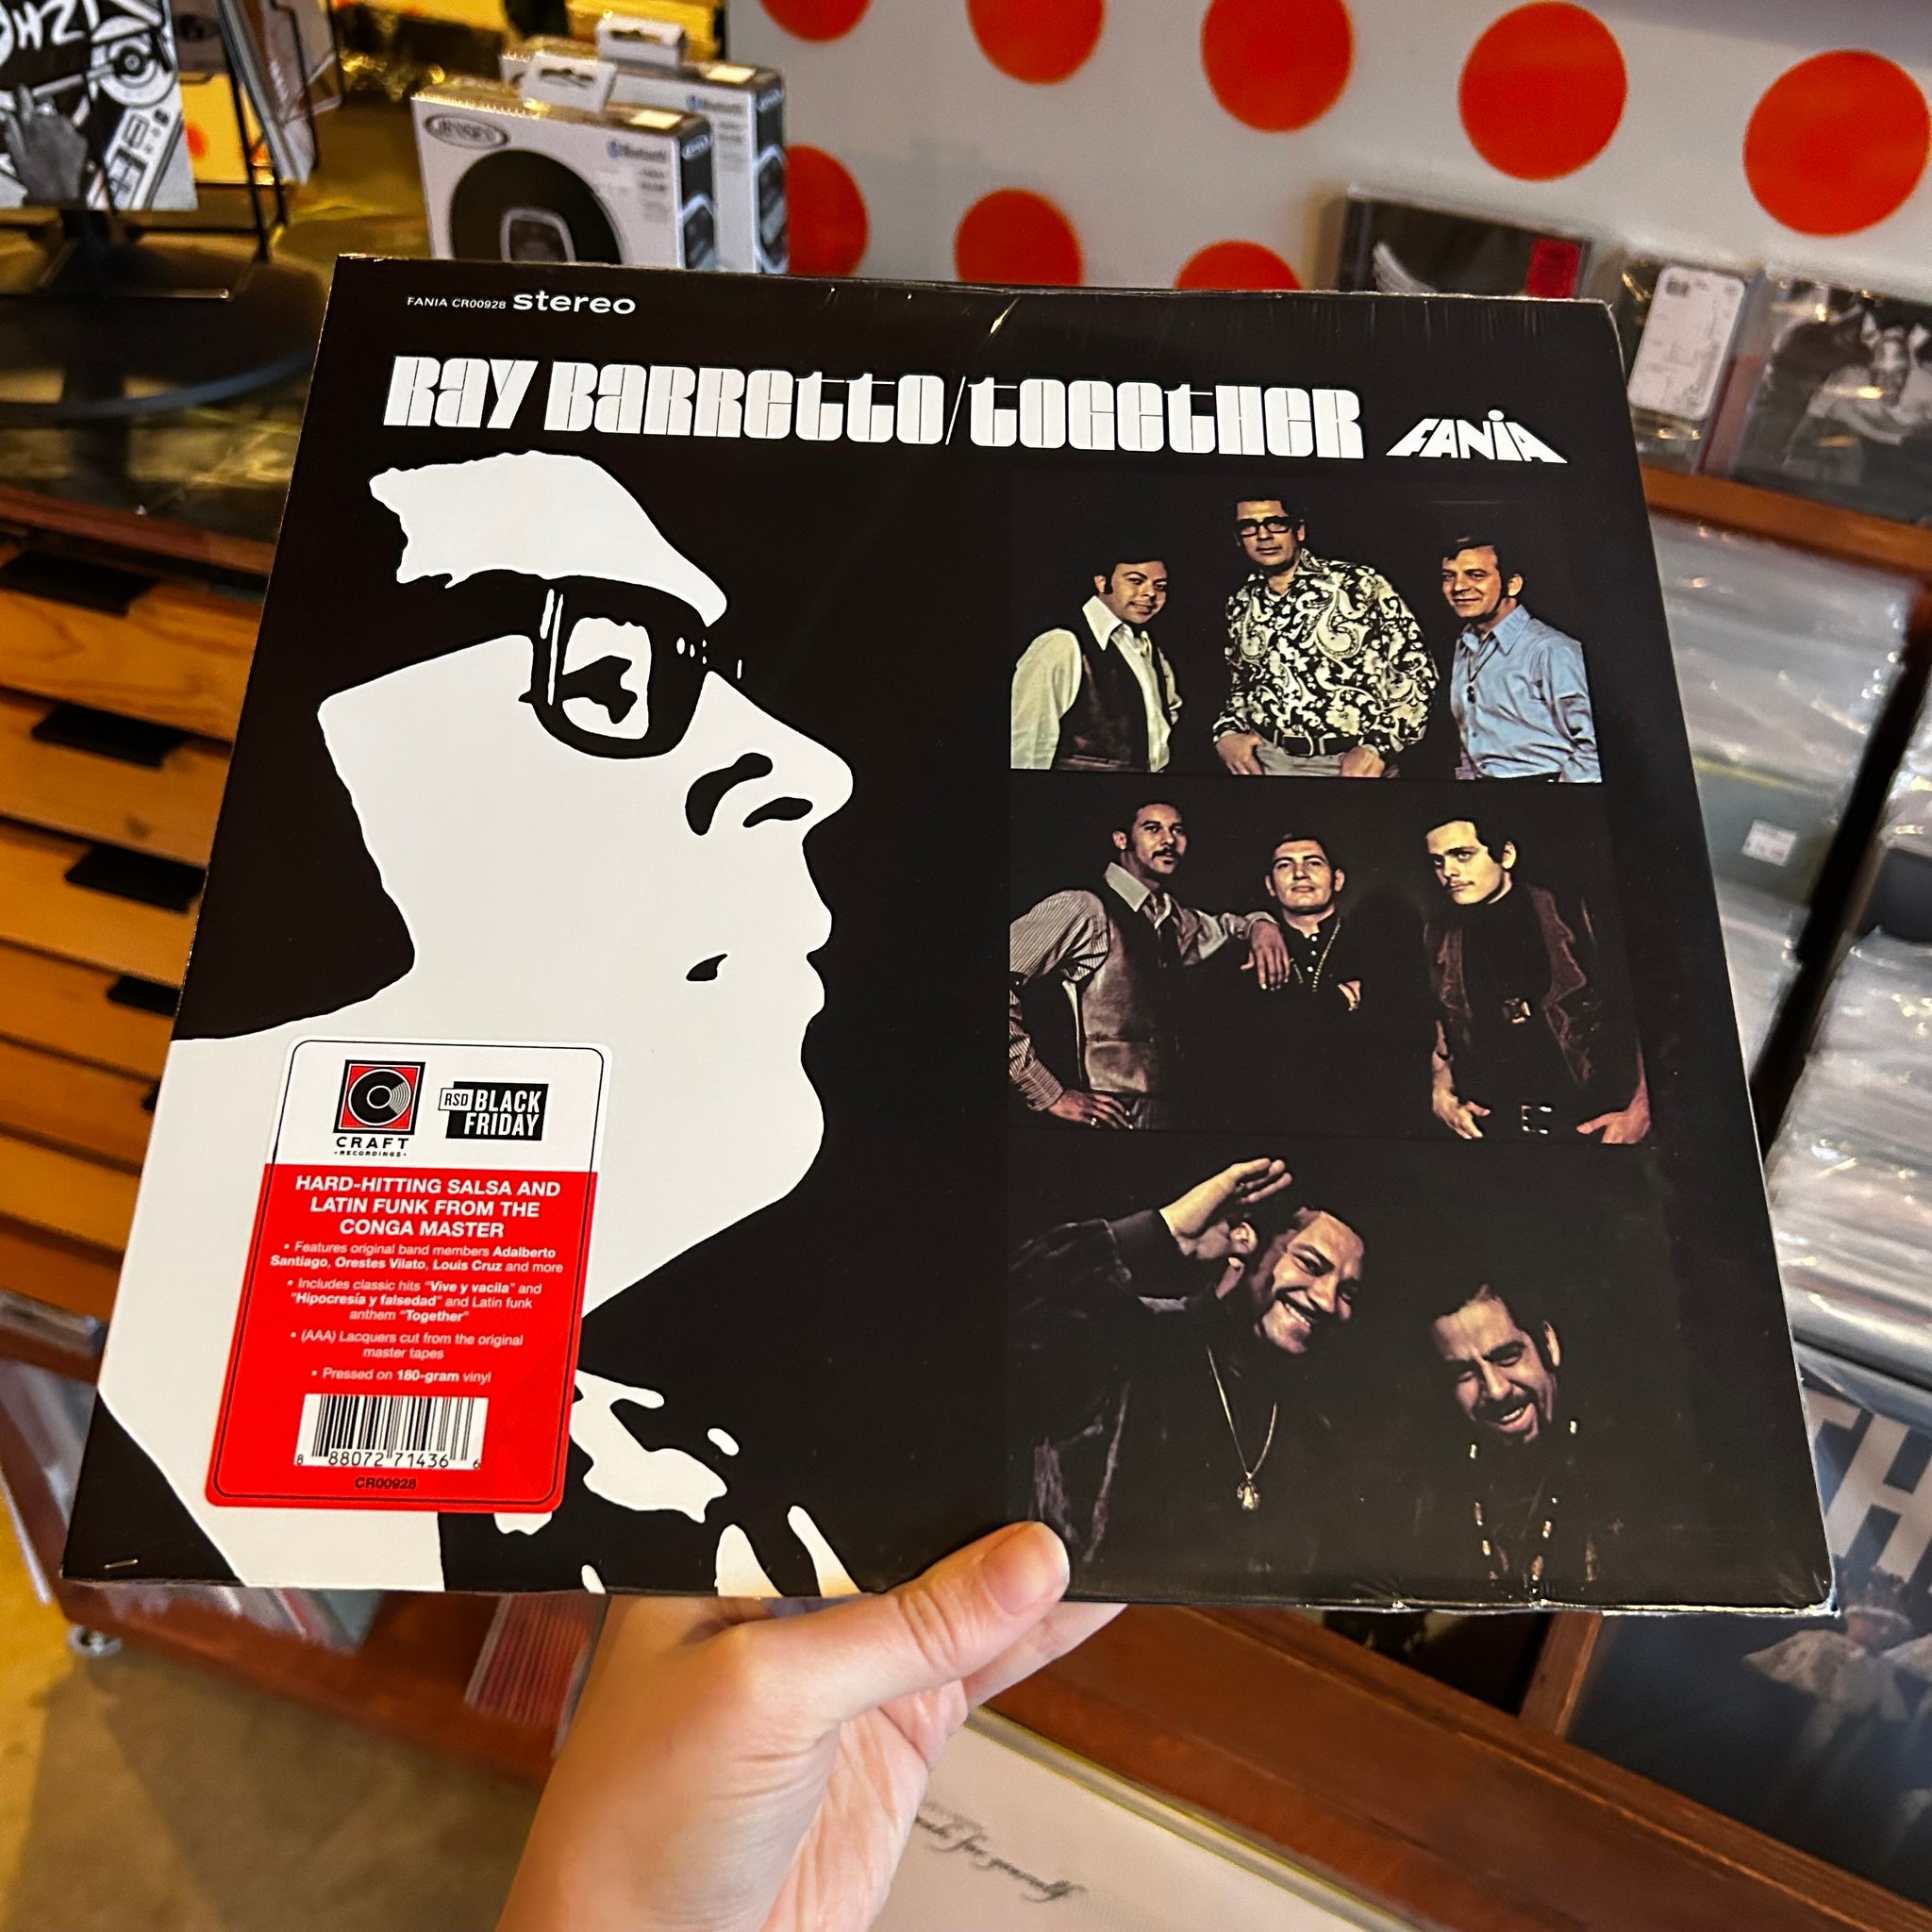 JENSEN
Bluetooth
Bluetooth
FANIA CR00928 stereo
Ray Barretto/together FANIA
CRAFT
RECORDINGS
RSD BLACK
FRIDAY
HARD-HITTING SALSA AND
LATIN FUNK FROM THE
CONGA MASTER
• Features original band members Adalberto
Santiago, Orestes Vilato, Louis Cruz and more
• Includes classic hits "Vive y vacila" and
"Hipocresía y falsedad" and Latin funk
anthem "Together"
• (AAA) Lacquers cut from the original
master tapes
• Pressed on 180-gram vinyl
8 88072 71436 6
CR00928